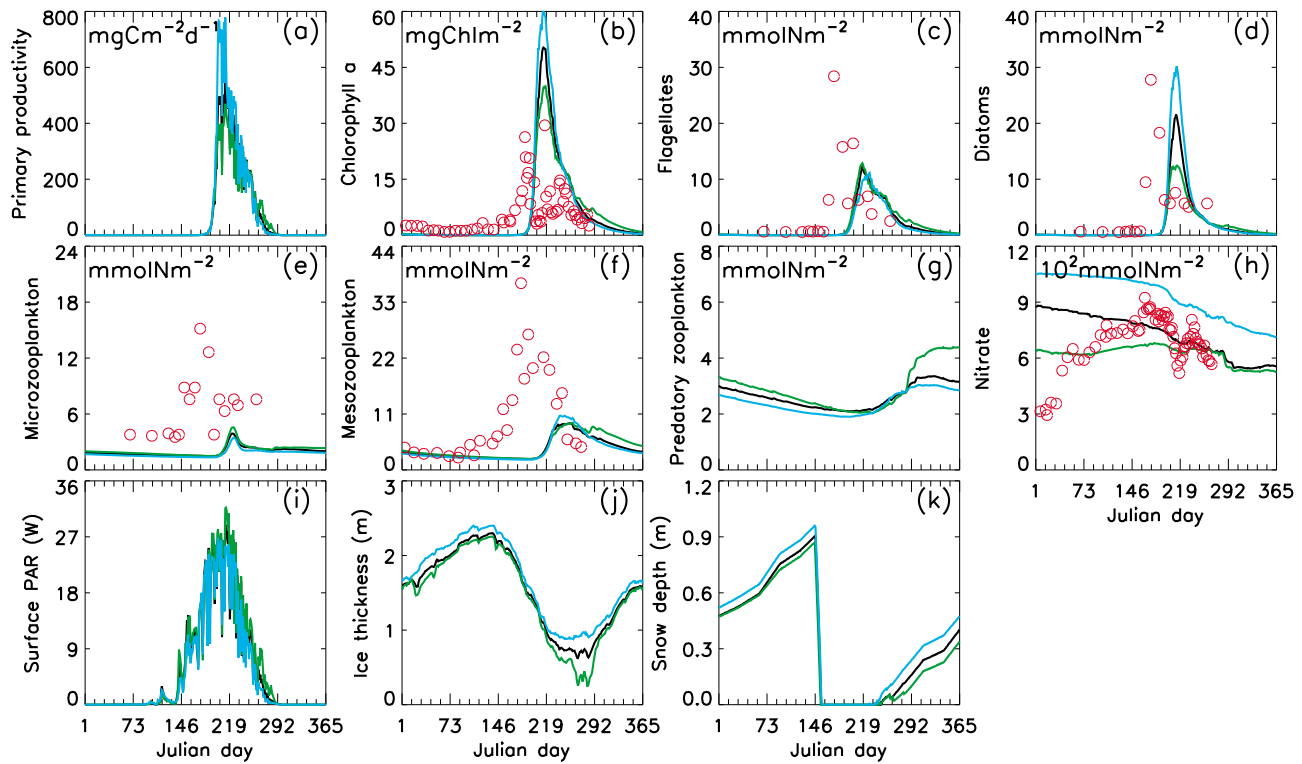 800
600
400
200
0
Primary productivity
mgCm⁻²d⁻¹
(a)
60
45
30
15
0
Chlorophyll a
mgChlm⁻²
(b)
40
30
20
10
0
Flagellates
mmolNm⁻²
(c)
40
30
20
10
0
Diatoms
mmolNm⁻²
(d)
24
18
12
6
0
Microzooplankton
mmolNm⁻²
(e)
44
33
22
11
0
Mesozooplankton
mmolNm⁻²
(f)
8
6
4
2
0
Predatory zooplankton
mmolNm⁻²
(g)
12
9
6
3
0
Nitrate
10²mmolNm⁻²
(h)
1 73 146 219 292 365
Julian day
36
27
18
9
0
Surface PAR (W)
(i)
1 73 146 219 292 365
Julian day
3
2
1
0
Ice thickness (m)
(j)
1 73 146 219 292 365
Julian day
1.2
0.9
0.6
0.3
0.0
Snow depth (m)
(k)
1 73 146 219 292 365
Julian day